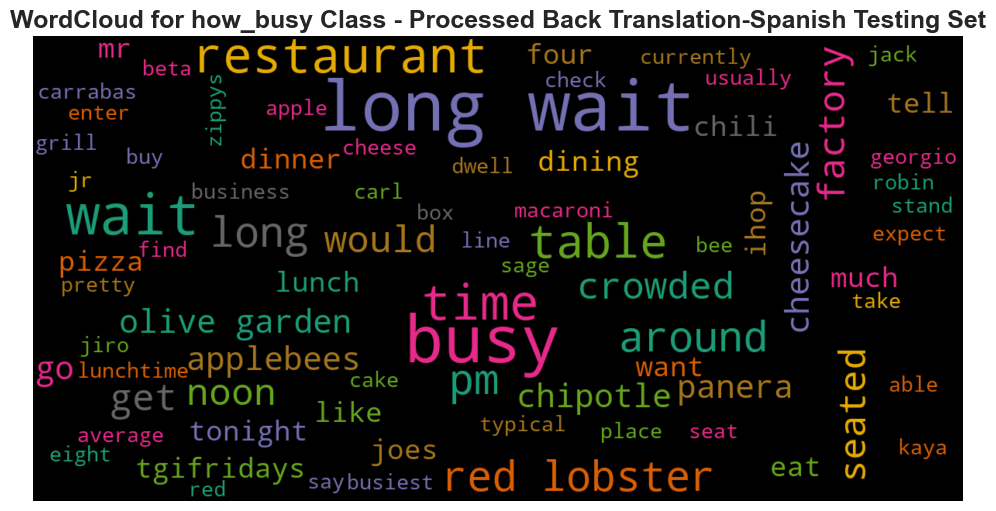 WordCloud for how_busy Class - Processed Back Translation-Spanish Testing Set
mr
beta
restaurant
four
currently
jack
carrabas
enter
zippys
apple
long wait
check
usually
chili
factory
tell
grill
buy
dinner
cheese
dwell
dining
cheesecake
georgio
robin
stand
jr
business
carl
box
macaroni
ihop
expect
wait
long
would
line
table
bee
find
pizza
pretty
lunch
sage
crowded
much
take
time
olive garden
busy
around
jiro
go
lunchtime
applebees
cake
pm
want
panera
able
get
noon
like
chipotle
seated
average
tonight
typical
place
seat
kaya
eight
joes
tgifridays
red
say
busiest
red lobster
eat